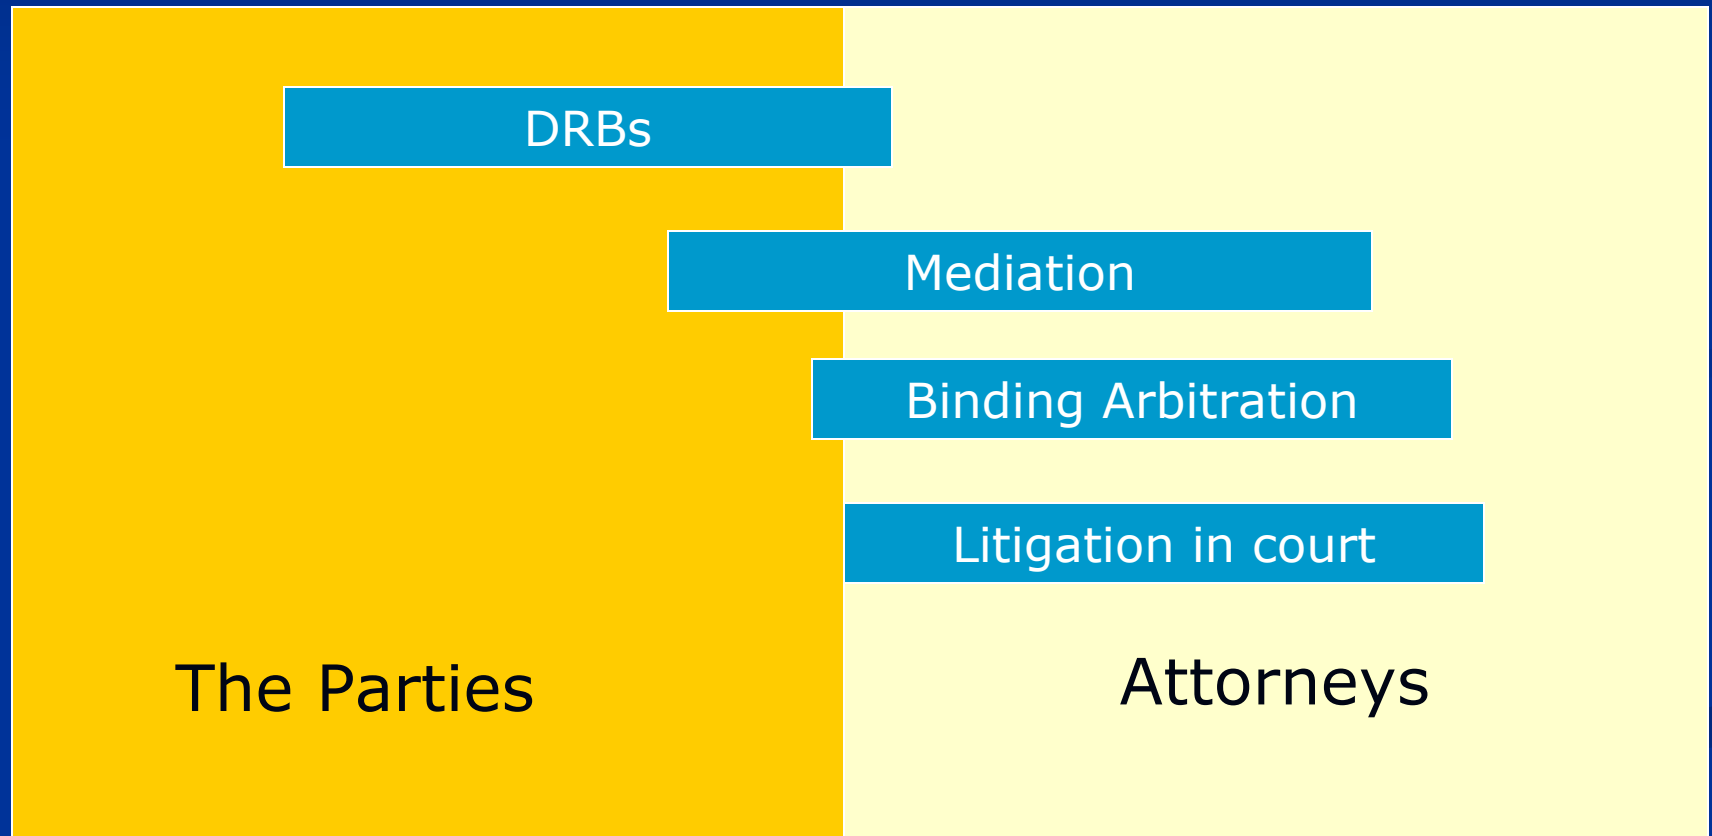 DRBs
Mediation
Binding Arbitration
Litigation in court
The Parties
Attorneys